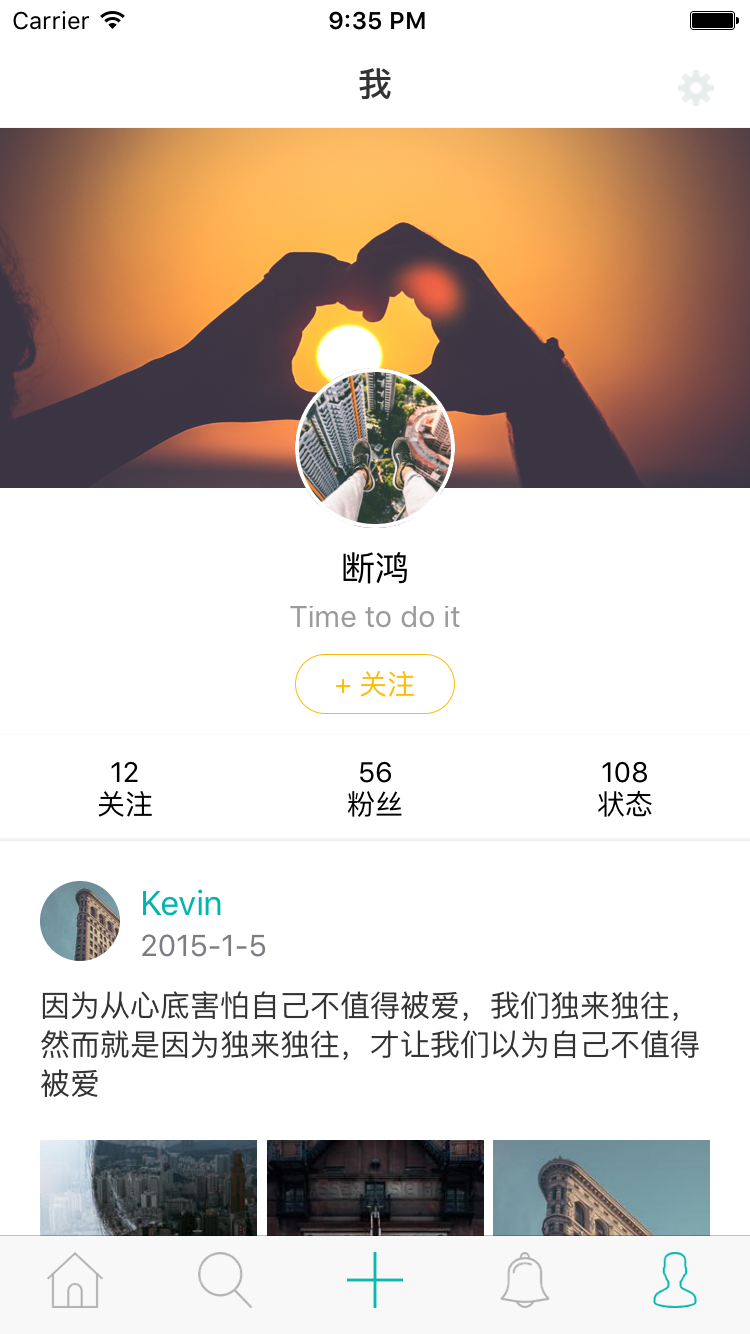 Carrier 9:35 PM
我
断鸿
Time to do it
+ 关注
12 56 108
关注 粉丝 状态
Kevin
2015-1-5
因为从心底害怕自己不值得被爱，我们独来独往，
然而就是因为独来独往，才让我们以为自己不值得
被爱